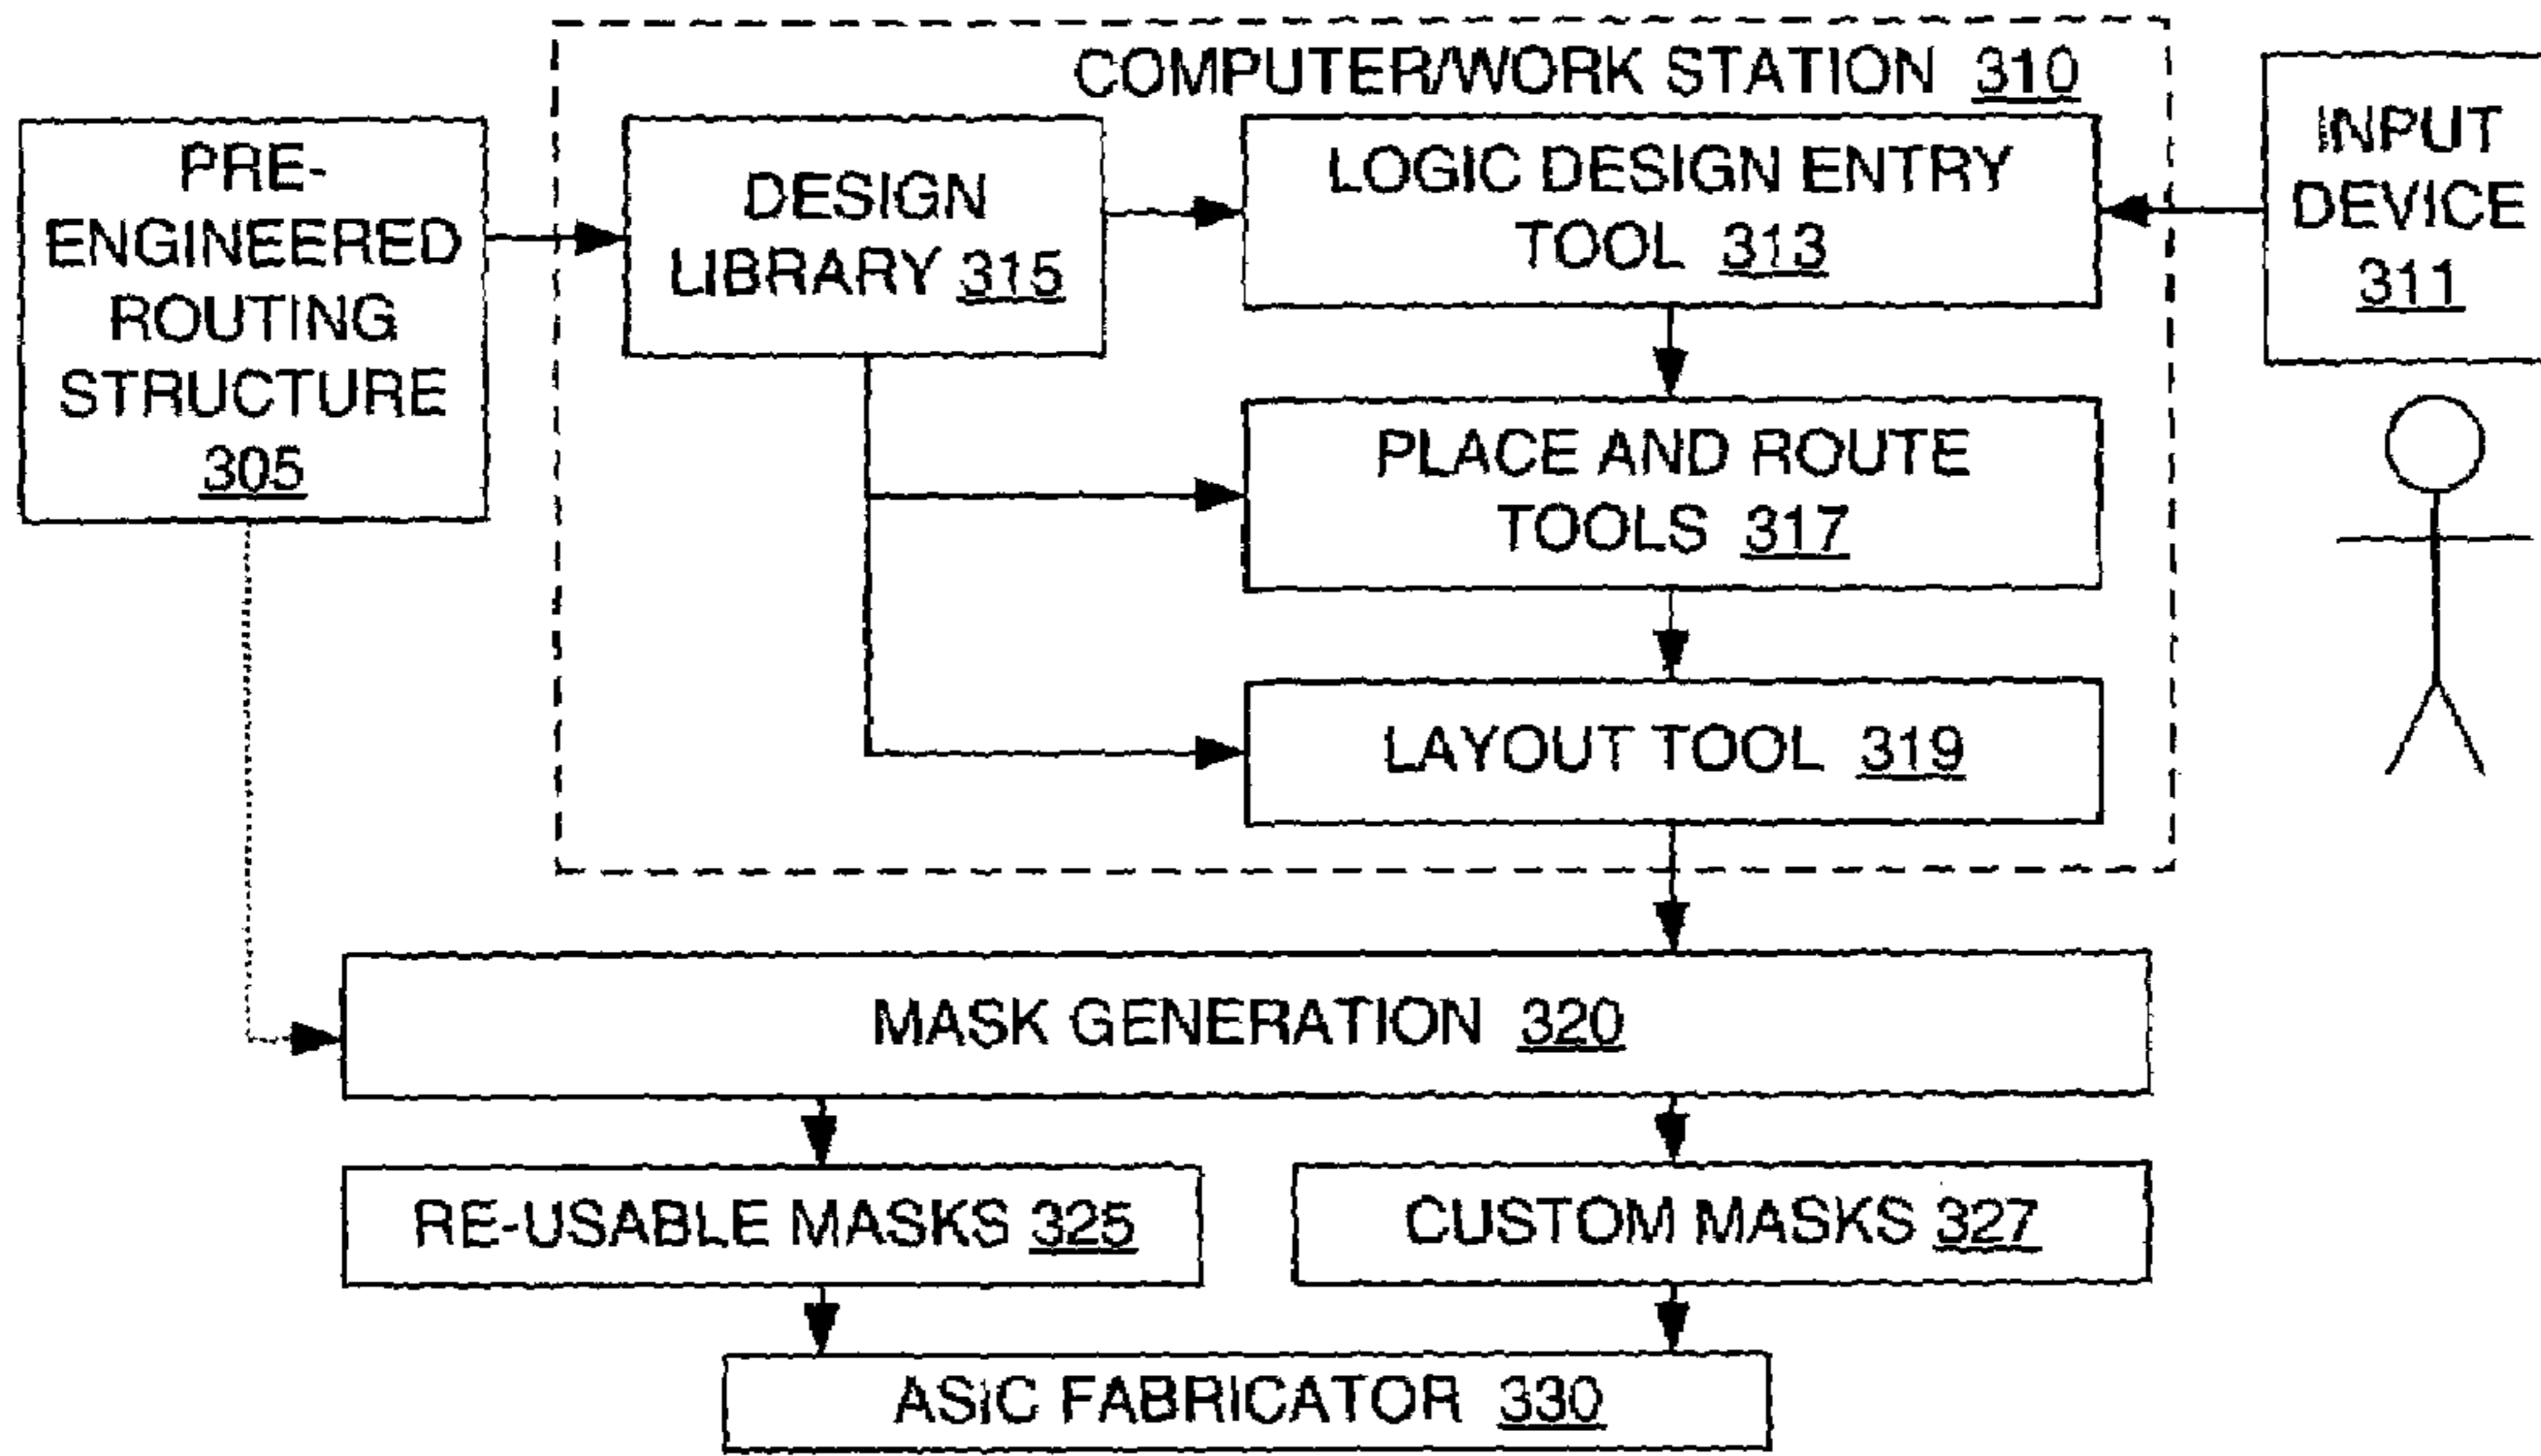 COMPUTER/WORK STATION 310
PRE-
ENGINEERED
ROUTING
STRUCTURE
305
DESIGN
LIBRARY 315
LOGIC DESIGN ENTRY
TOOL 313
INPUT
DEVICE
311
PLACE AND ROUTE
TOOLS 317
LAYOUT TOOL 319
MASK GENERATION 320
RE-USABLE MASKS 325
CUSTOM MASKS 327
ASIC FABRICATOR 330